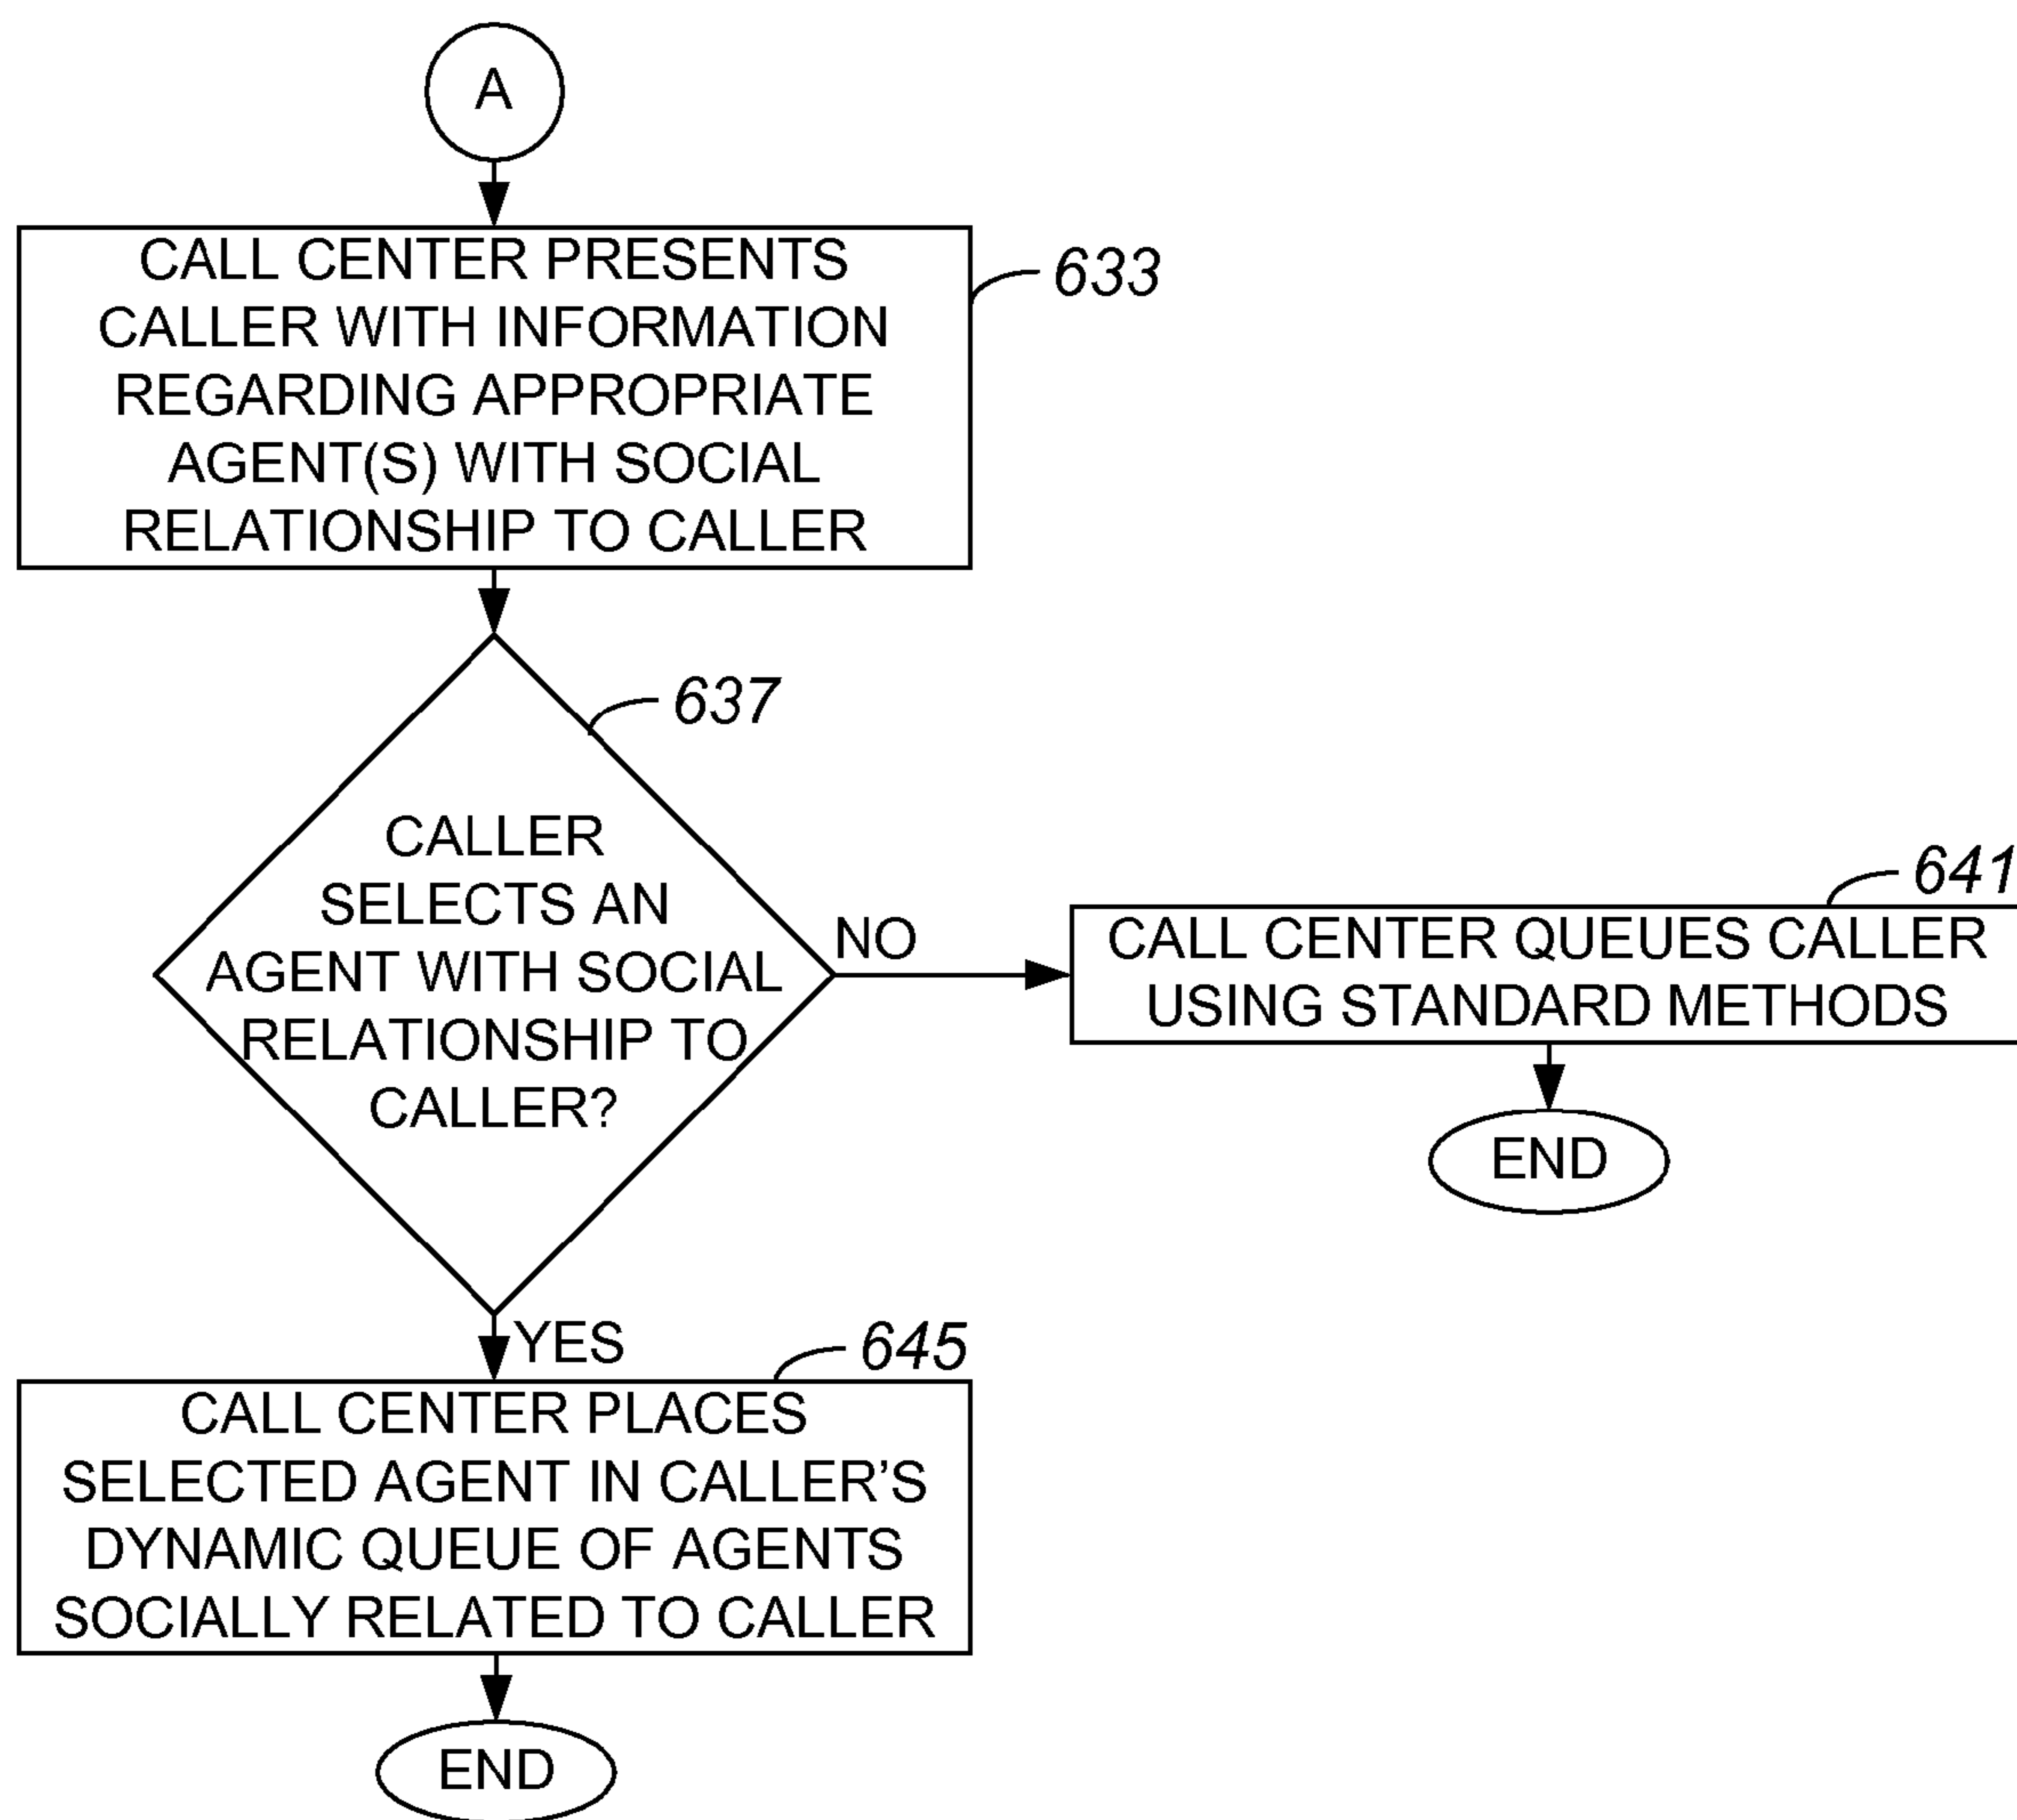 A
CALL CENTER PRESENTS
CALLER WITH INFORMATION
REGARDING APPROPRIATE
AGENT(S) WITH SOCIAL
RELATIONSHIP TO CALLER
633
637
CALLER
SELECTS AN
AGENT WITH SOCIAL
RELATIONSHIP TO
CALLER?
NO
641
CALL CENTER QUEUES CALLER
USING STANDARD METHODS
END
YES
645
CALL CENTER PLACES
SELECTED AGENT IN CALLER’S
DYNAMIC QUEUE OF AGENTS
SOCIALLY RELATED TO CALLER
END